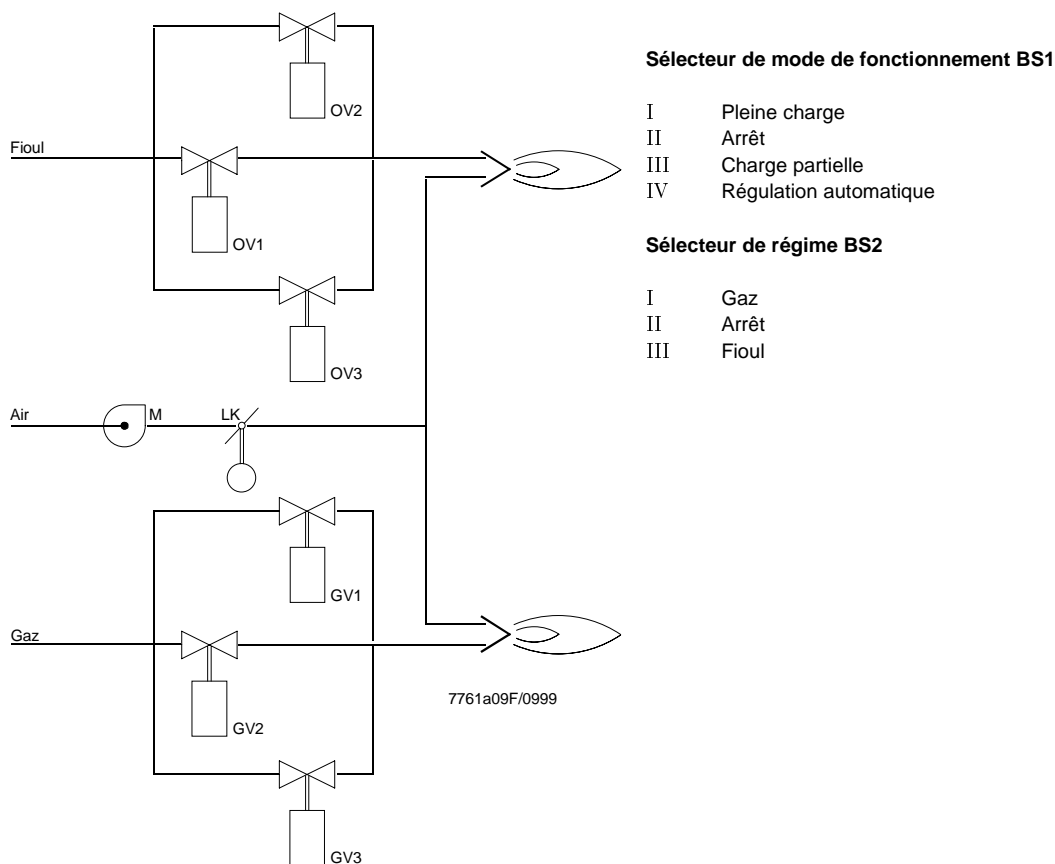 OV2
Fioul
OV1
OV3
Air
M
LK
GV1
Gaz
GV2
7761a09F/0999
GV3
Sélecteur de mode de fonctionnement BS1
I Pleine charge
II Arrêt
III Charge partielle
IV Régulation automatique
Sélecteur de régime BS2
I Gaz
II Arrêt
III Fioul